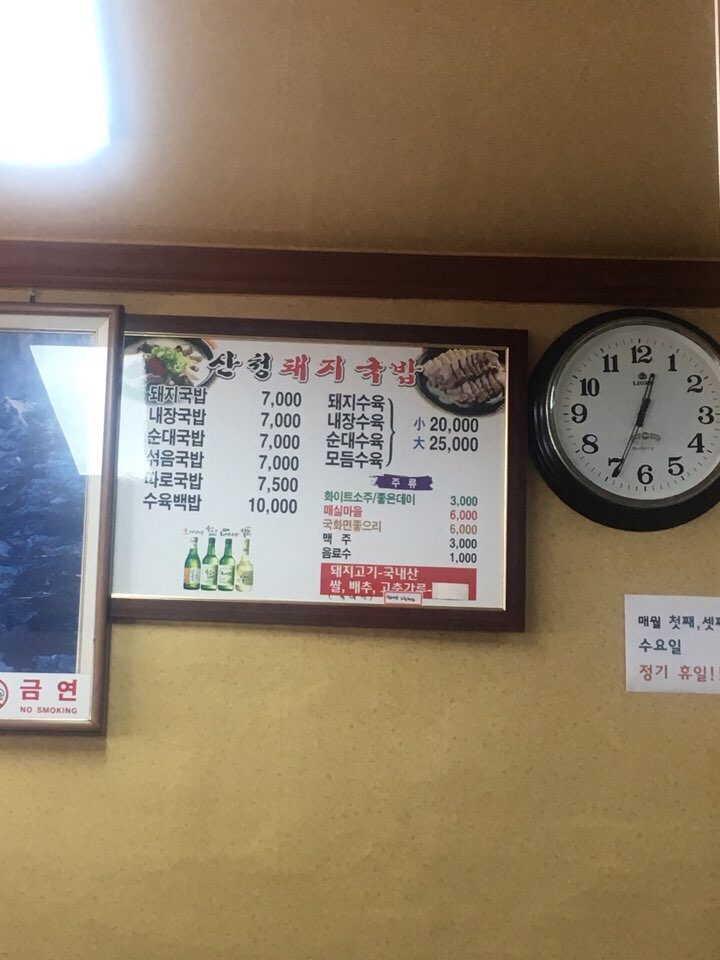 산청돼지국밥
돼지국밥 7,000
내장국밥 7,000
순대국밥 7,000
섞음국밥 7,000
따로국밥 7,500
수육백밥 10,000
돼지수육
내장수육
순대수육
모듬수육
小 20,000
大 25,000
주류
화이트소주/좋은데이 3,000
매실마을 6,000
국화면좋으리 6,000
맥 주 3,000
음료수 1,000
돼지고기-국내산
쌀, 배추, 고추가루-
금연
NO SMOKING
12
1
2
3
4
5
6
7
8
9
10
11
QUARTZ
매월 첫째, 셋째
수요일
정기 휴일!!